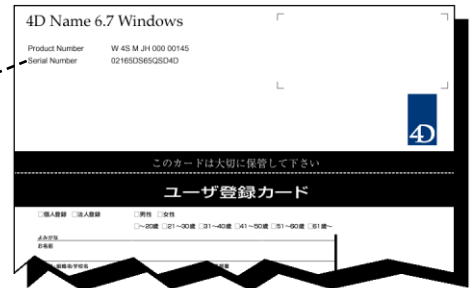 4D Name 6.7 Windows
Product Number W 4S M JH 000 00145
Serial Number 02165DS65QSD4D
4D
このカードは大切に保管して下さい
ユーザ登録カード
□個人登録 □法人登録 □男性 □女性
□~20歳 □21~30歳 □31~40歳 □41~50歳 □51~60歳 □61歳~
よみがな
お名前